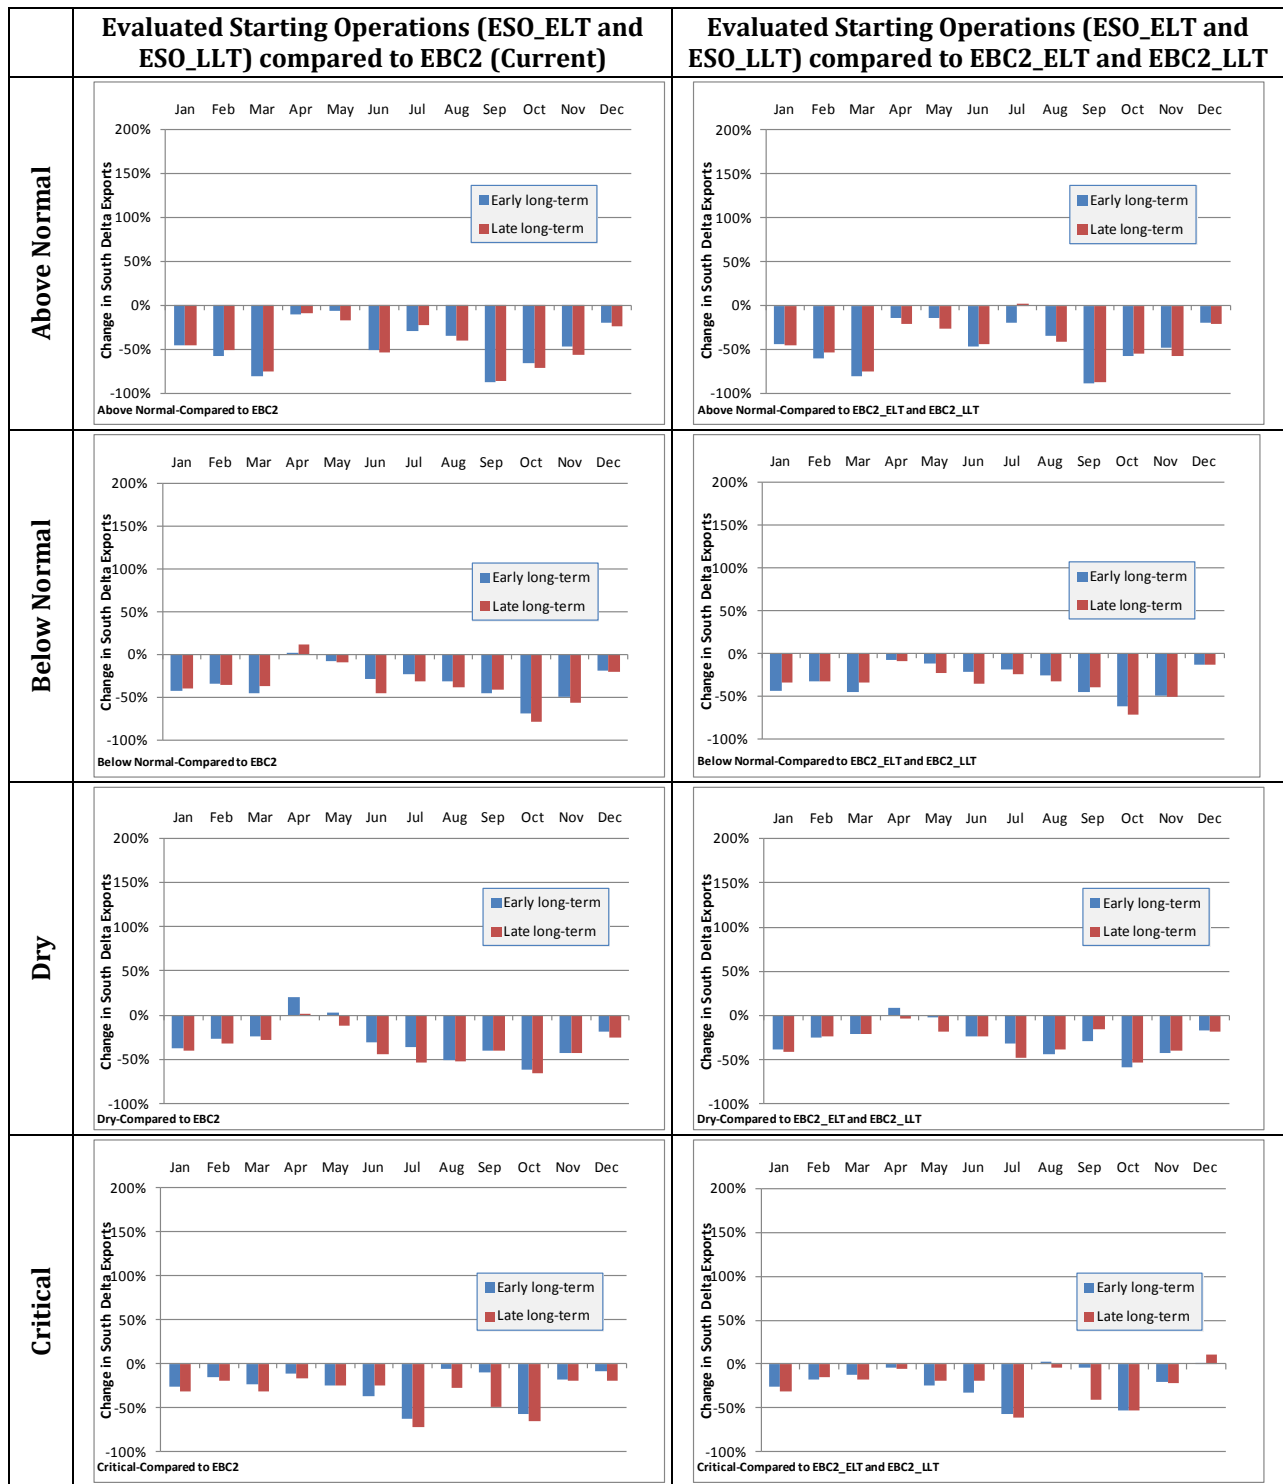 Evaluated Starting Operations (ESO_ELT and
ESO_LLT) compared to EBC2 (Current)
Evaluated Starting Operations (ESO_ELT and
ESO_LLT) compared to EBC2_ELT and EBC2_LLT
Above Normal
Jan Feb Mar Apr May Jun Jul Aug Sep Oct Nov Dec
200%
150%
100%
50%
0%
-50%
-100%
Change in South Delta Exports
Early long-term
Late long-term
Above Normal-Compared to EBC2
Jan Feb Mar Apr May Jun Jul Aug Sep Oct Nov Dec
200%
150%
100%
50%
0%
-50%
-100%
Change in South Delta Exports
Early long-term
Late long-term
Above Normal-Compared to EBC2_ELT and EBC2_LLT
Below Normal
Jan Feb Mar Apr May Jun Jul Aug Sep Oct Nov Dec
200%
150%
100%
50%
0%
-50%
-100%
Change in South Delta Exports
Early long-term
Late long-term
Below Normal-Compared to EBC2
Jan Feb Mar Apr May Jun Jul Aug Sep Oct Nov Dec
200%
150%
100%
50%
0%
-50%
-100%
Change in South Delta Exports
Early long-term
Late long-term
Below Normal-Compared to EBC2_ELT and EBC2_LLT
Dry
Jan Feb Mar Apr May Jun Jul Aug Sep Oct Nov Dec
200%
150%
100%
50%
0%
-50%
-100%
Change in South Delta Exports
Early long-term
Late long-term
Dry-Compared to EBC2
Jan Feb Mar Apr May Jun Jul Aug Sep Oct Nov Dec
200%
150%
100%
50%
0%
-50%
-100%
Change in South Delta Exports
Early long-term
Late long-term
Dry-Compared to EBC2_ELT and EBC2_LLT
Critical
Jan Feb Mar Apr May Jun Jul Aug Sep Oct Nov Dec
200%
150%
100%
50%
0%
-50%
-100%
Change in South Delta Exports
Early long-term
Late long-term
Critical-Compared to EBC2
Jan Feb Mar Apr May Jun Jul Aug Sep Oct Nov Dec
200%
150%
100%
50%
0%
-50%
-100%
Change in South Delta Exports
Early long-term
Late long-term
Critical-Compared to EBC2_ELT and EBC2_LLT